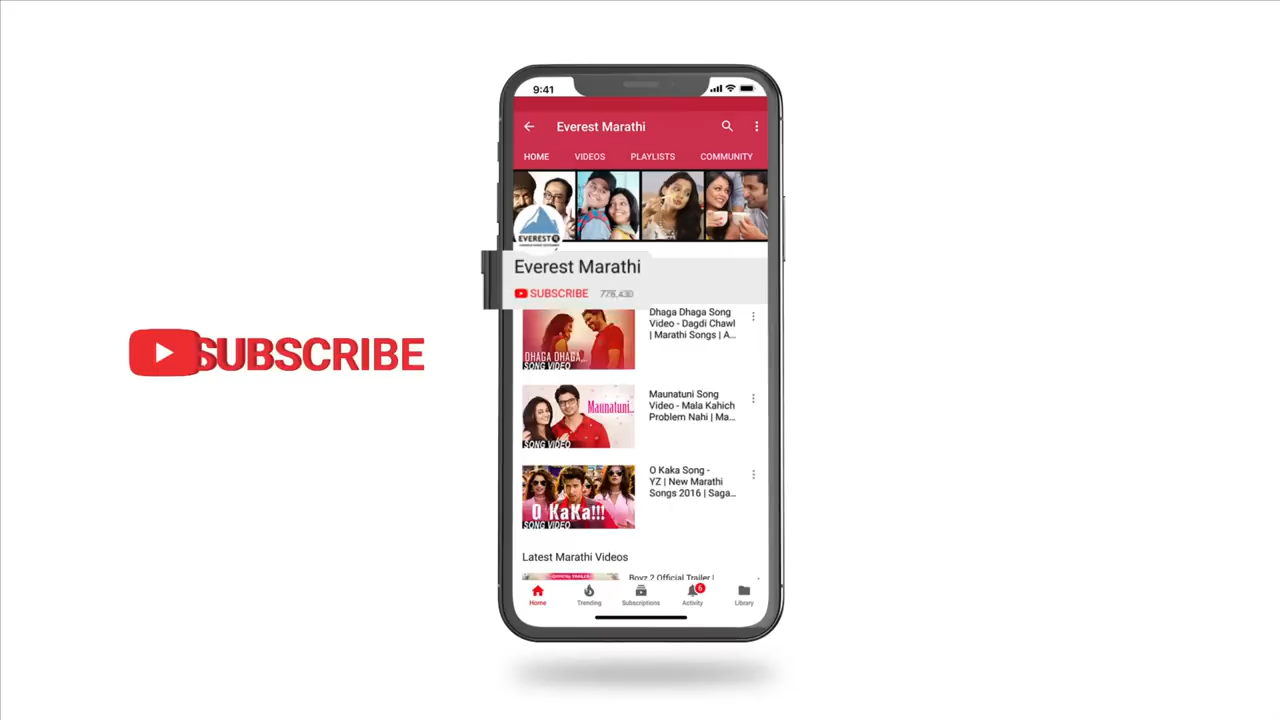 9:41
Everest Marathi
HOME VIDEOS PLAYLISTS COMMUNITY
EVEREST
Everest Marathi
SUBSCRIBE
SUBSCRIBE
Dhaga Dhaga Song
Video - Dagdi Chawl
| Marathi Songs | A...
DHAGA DHAGA...
SONG VIDEO
Maunatuni Song
Video - Mala Kahich
Problem Nahi | Ma...
Maunatuni...
SONG VIDEO
O Kaka Song -
YZ | New Marathi
Songs 2016 | Saga...
O KaKa!!!
SONG VIDEO
Latest Marathi Videos
Boyz 2 Official Trailer |
6
Home Trending Subscriptions Activity Library